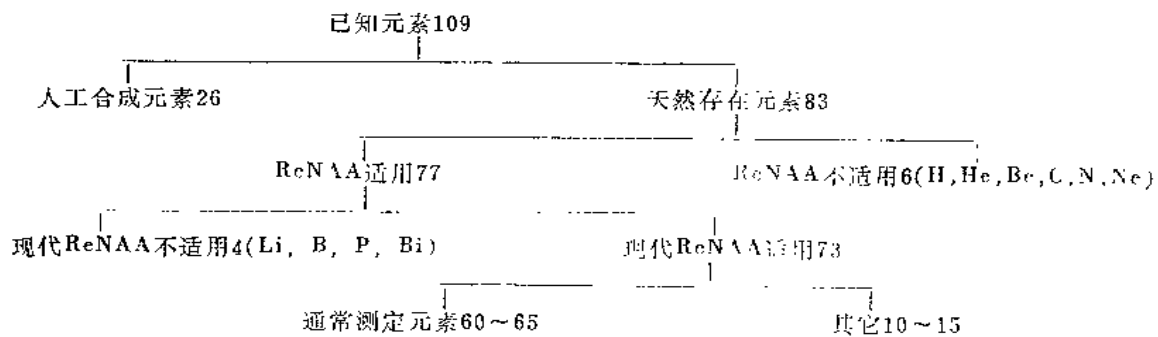 已知元素109
人工合成元素26 天然存在元素83
ReNAA适用77 ReNAA不适用6(H,He,Be,C,N,Ne)
现代ReNAA不适用4(Li, B, P, Bi) 现代ReNAA适用73
通常测定元素60~65 其它10~15